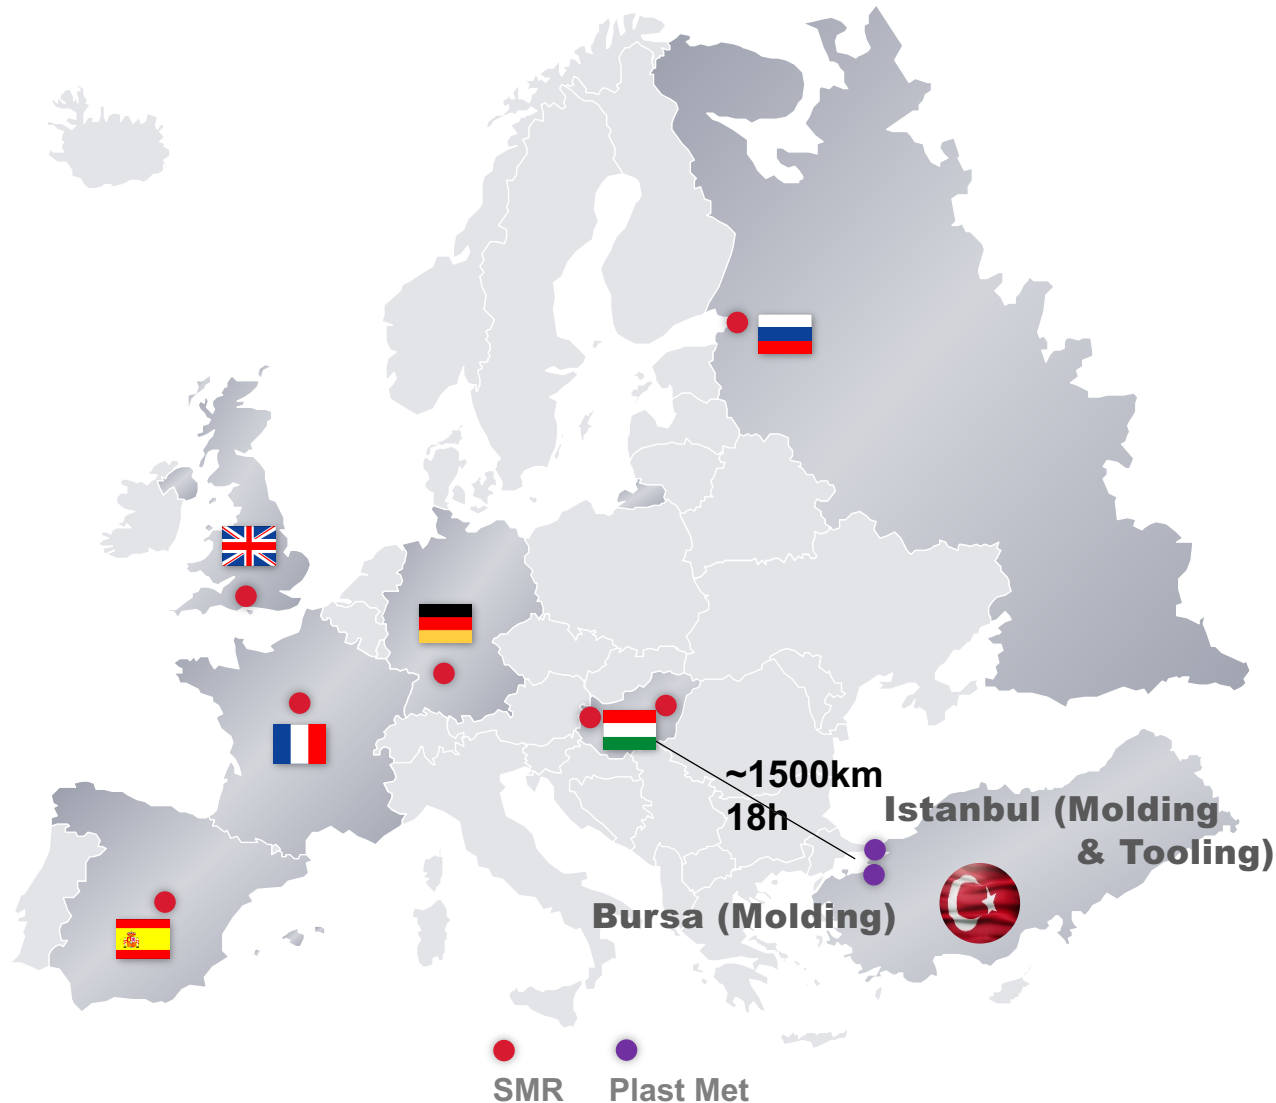 ~1500km
18h
Istanbul (Molding
& Tooling)
Bursa (Molding)
SMR
Plast Met